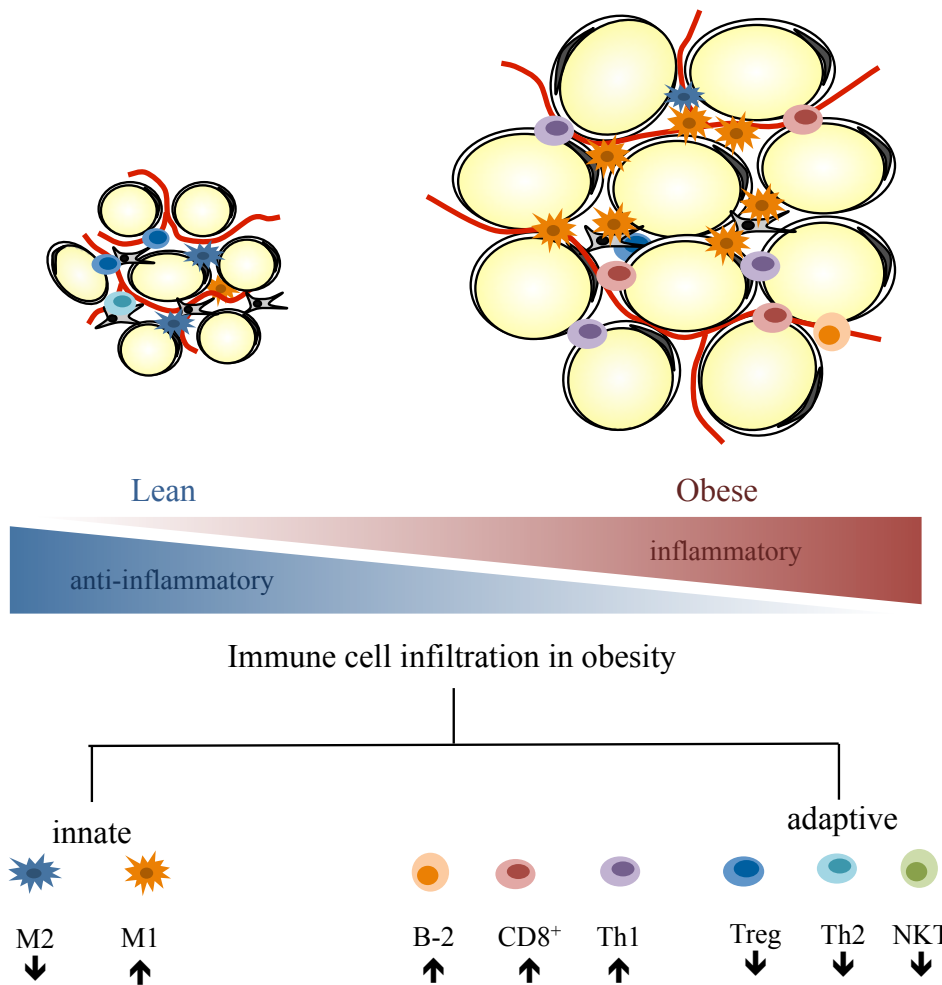 Lean
Obese
inflammatory
anti-inflammatory
Immune cell infiltration in obesity
innate
adaptive
M2 M1 B-2 CD8⁺ Th1 Treg Th2 NKT